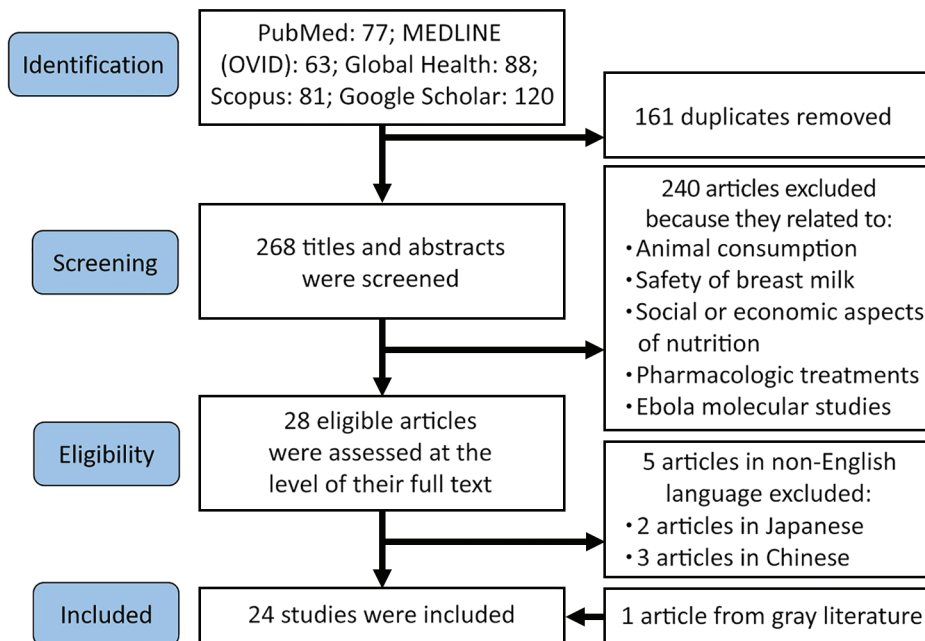 Identification
PubMed: 77; MEDLINE
(OVID): 63; Global Health: 88;
Scopus: 81; Google Scholar: 120
161 duplicates removed
Screening
268 titles and abstracts
were screened
240 articles excluded
because they related to:
・Animal consumption
・Safety of breast milk
・Social or economic aspects
of nutrition
・Pharmacologic treatments
・Ebola molecular studies
Eligibility
28 eligible articles
were assessed at the
level of their full text
5 articles in non-English
language excluded:
・2 articles in Japanese
・3 articles in Chinese
Included
24 studies were included
1 article from gray literature